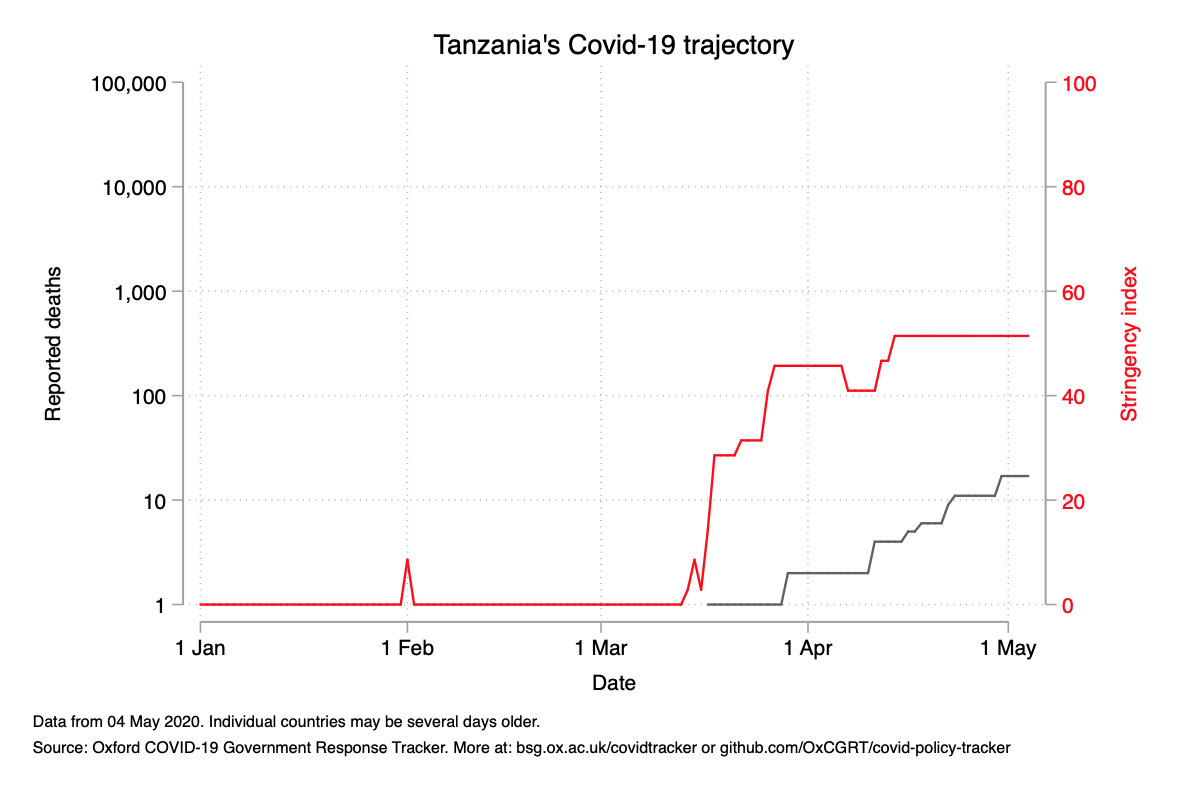 Tanzania's Covid-19 trajectory
100,000
10,000
1,000
100
10
1
Reported deaths
100
80
60
40
20
0
Stringency index
1 Jan
1 Feb
1 Mar
1 Apr
1 May
Date
Data from 04 May 2020. Individual countries may be several days older.
Source: Oxford COVID-19 Government Response Tracker. More at: bsg.ox.ac.uk/covidtracker or github.com/OxCGRT/covid-policy-tracker